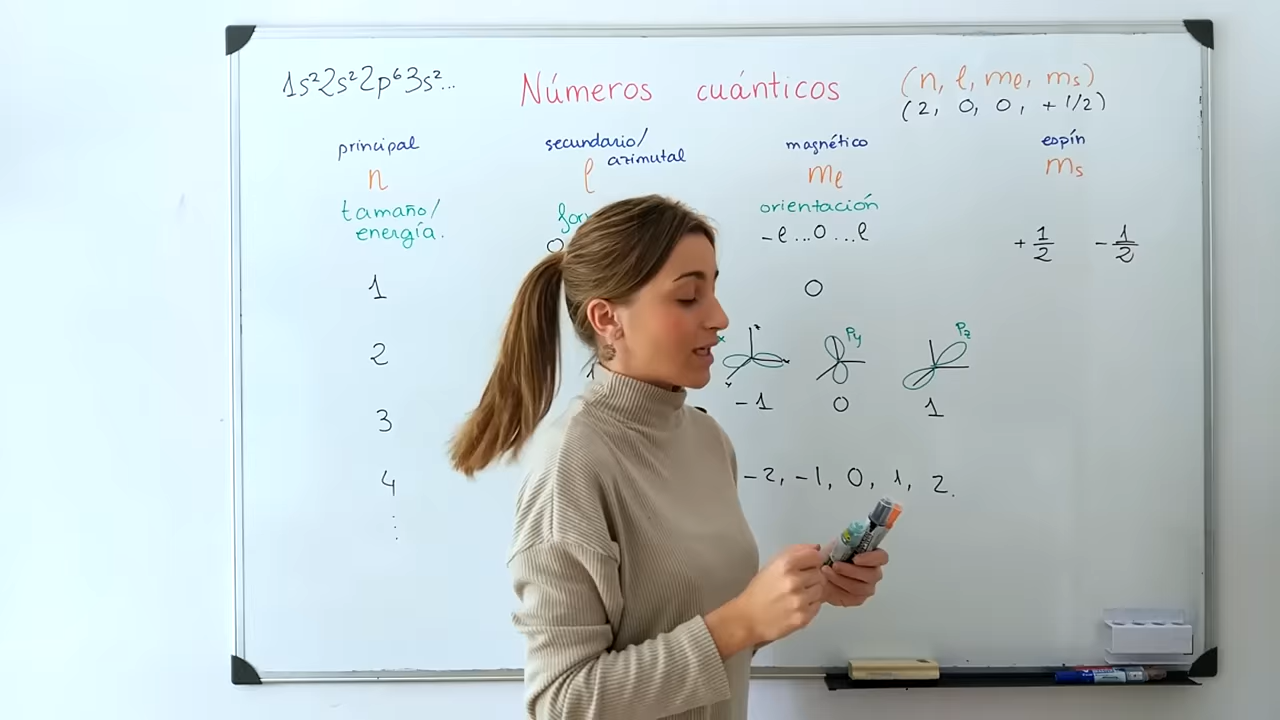 1s²2s²2p⁶3s²...
Números cuánticos
(n, l, mₗ, mₛ)
(2, 0, 0, +1/2)
principal
n
tamaño/
energía.
1
2
3
4
secundario/
azimutal
l
0
magnético
mₗ
orientación
-l...0...l
0
Py
Pz
-1 0 1
-2, -1, 0, 1, 2.
espín
mₛ
+1/2 -1/2